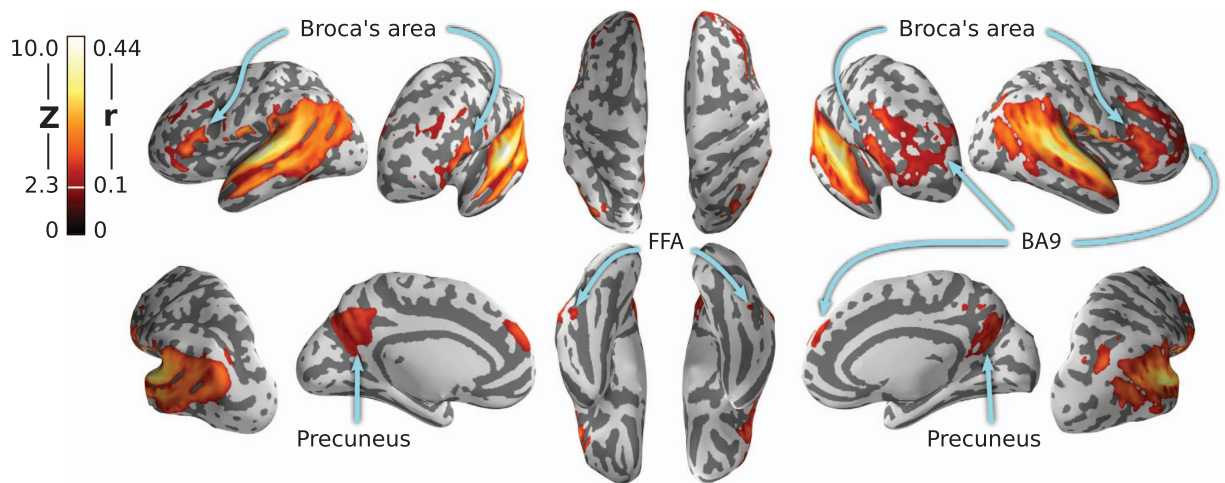 Broca's area
Broca's area
10.0 0.44
Z r
2.3 0.1
0 0
FFA
BA9
Precuneus
Precuneus